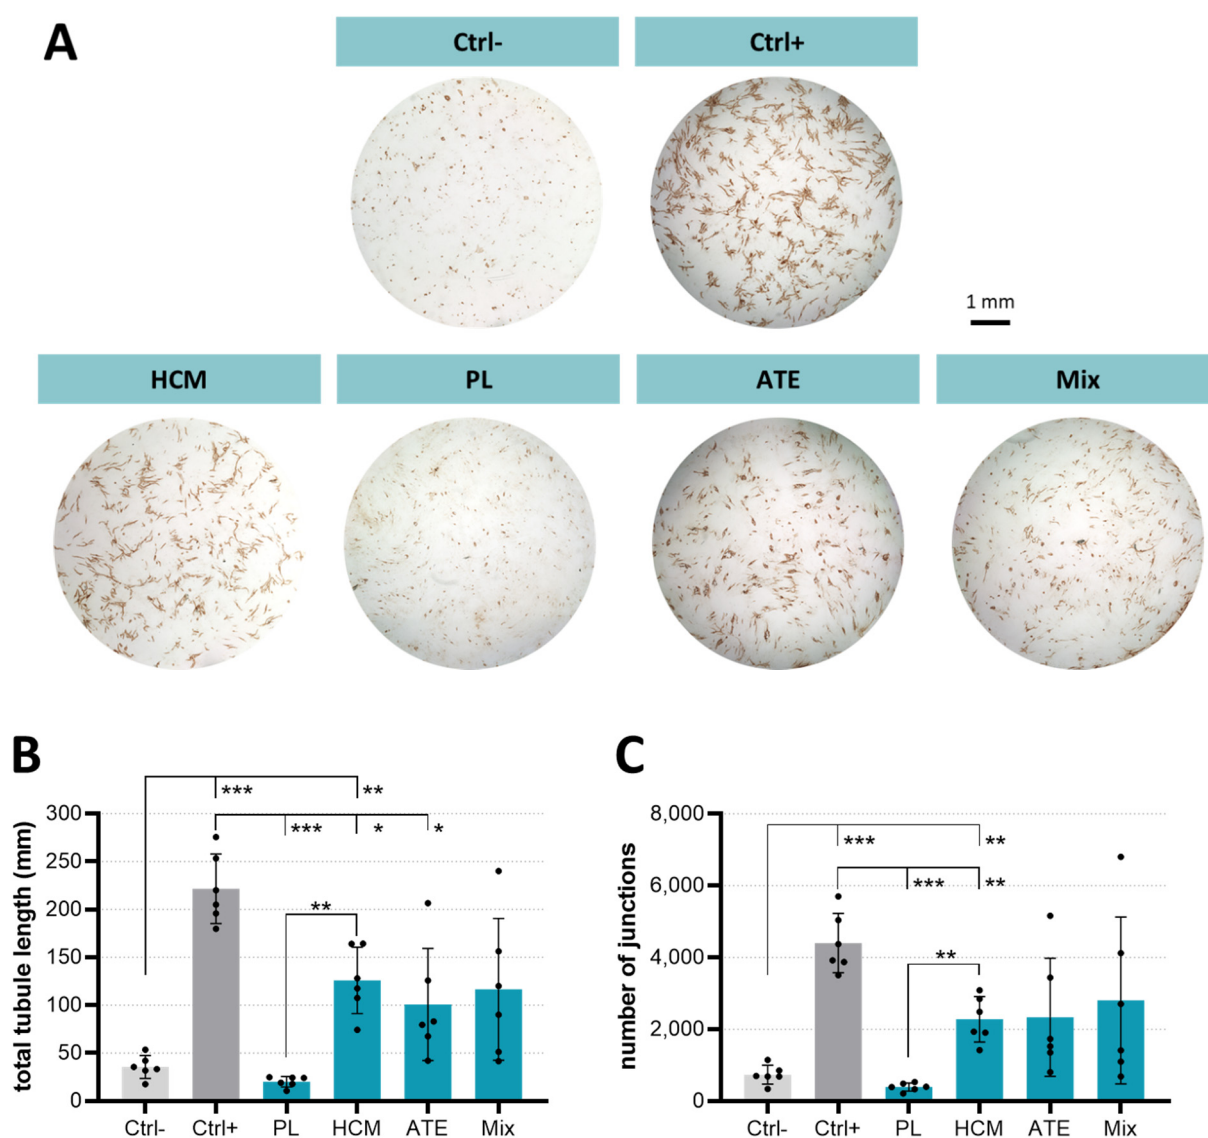 A
Ctrl-
Ctrl+
1 mm
HCM
PL
ATE
Mix
B
*** **
*** * *
**
total tubule length (mm)
300
250
200
150
100
50
0
Ctrl- Ctrl+ PL HCM ATE Mix
C
*** **
*** **
**
number of junctions
8,000
6,000
4,000
2,000
0
Ctrl- Ctrl+ PL HCM ATE Mix